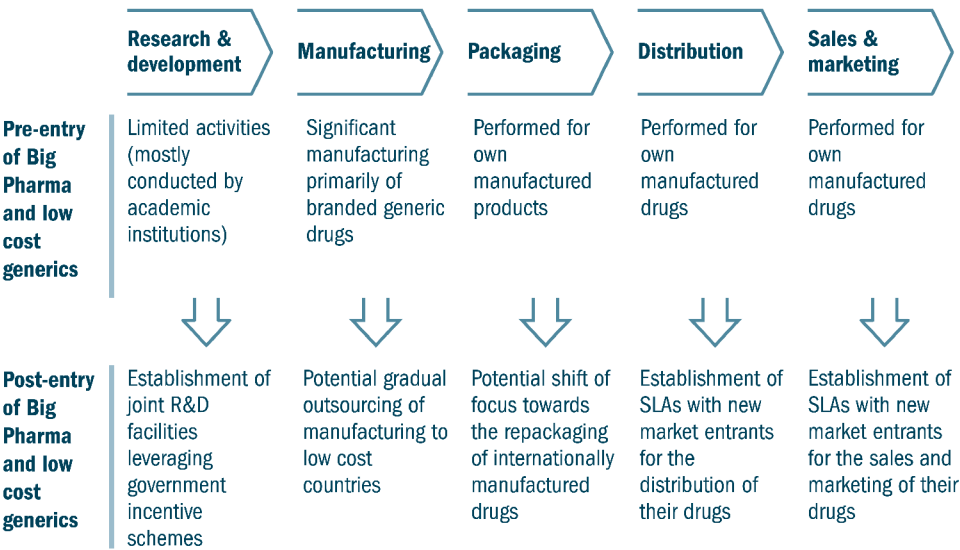 Research &
development
Manufacturing
Packaging
Distribution
Sales &
marketing
Pre-entry
of Big
Pharma
and low
cost
generics
Limited activities
(mostly
conducted by
academic
institutions)
Significant
manufacturing
primarily of
branded generic
drugs
Performed for
own
manufactured
products
Performed for
own
manufactured
drugs
Performed for
own
manufactured
drugs
Post-entry
of Big
Pharma
and low
cost
generics
Establishment of
joint R&D
facilities
leveraging
government
incentive
schemes
Potential gradual
outsourcing of
manufacturing to
low cost
countries
Potential shift of
focus towards
the repackaging
of internationally
manufactured
drugs
Establishment of
SLAs with new
market entrants
for the
distribution of
their drugs
Establishment of
SLAs with new
market entrants
for the sales and
marketing of their
drugs